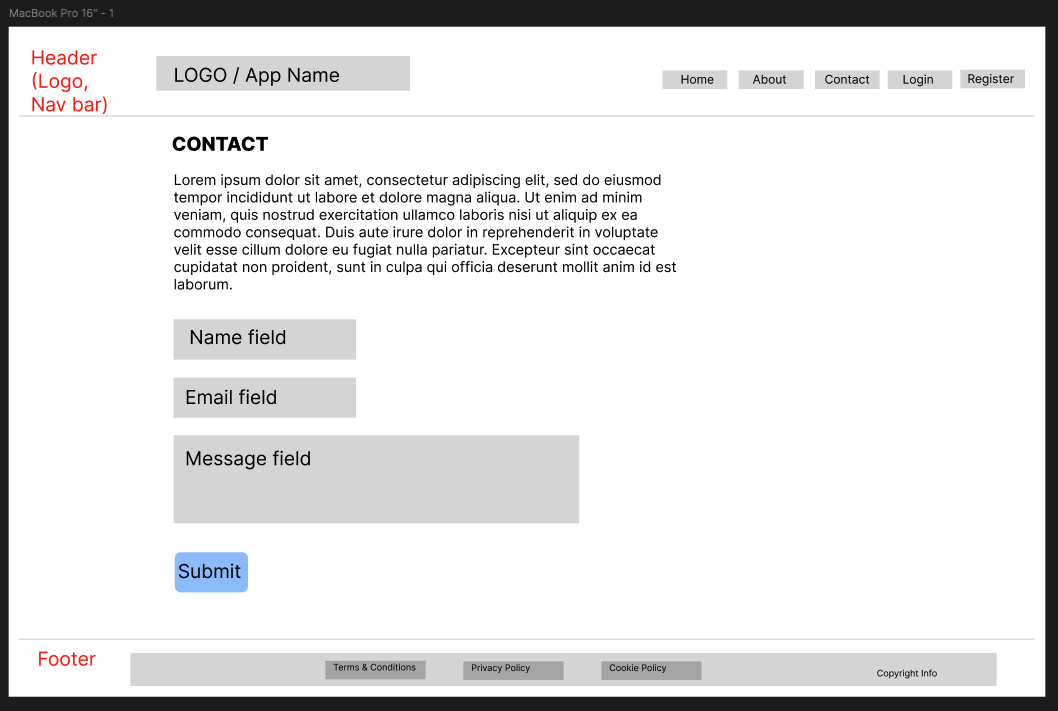 MacBook Pro 16" - 1
Header
(Logo,
Nav bar)
LOGO / App Name
Home
About
Contact
Login
Register
CONTACT
Lorem ipsum dolor sit amet, consectetur adipiscing elit, sed do eiusmod
tempor incididunt ut labore et dolore magna aliqua. Ut enim ad minim
veniam, quis nostrud exercitation ullamco laboris nisi ut aliquip ex ea
commodo consequat. Duis aute irure dolor in reprehenderit in voluptate
velit esse cillum dolore eu fugiat nulla pariatur. Excepteur sint occaecat
cupidatat non proident, sunt in culpa qui officia deserunt mollit anim id est
laborum.
Name field
Email field
Message field
Submit
Footer
Terms & Conditions
Privacy Policy
Cookie Policy
Copyright Info